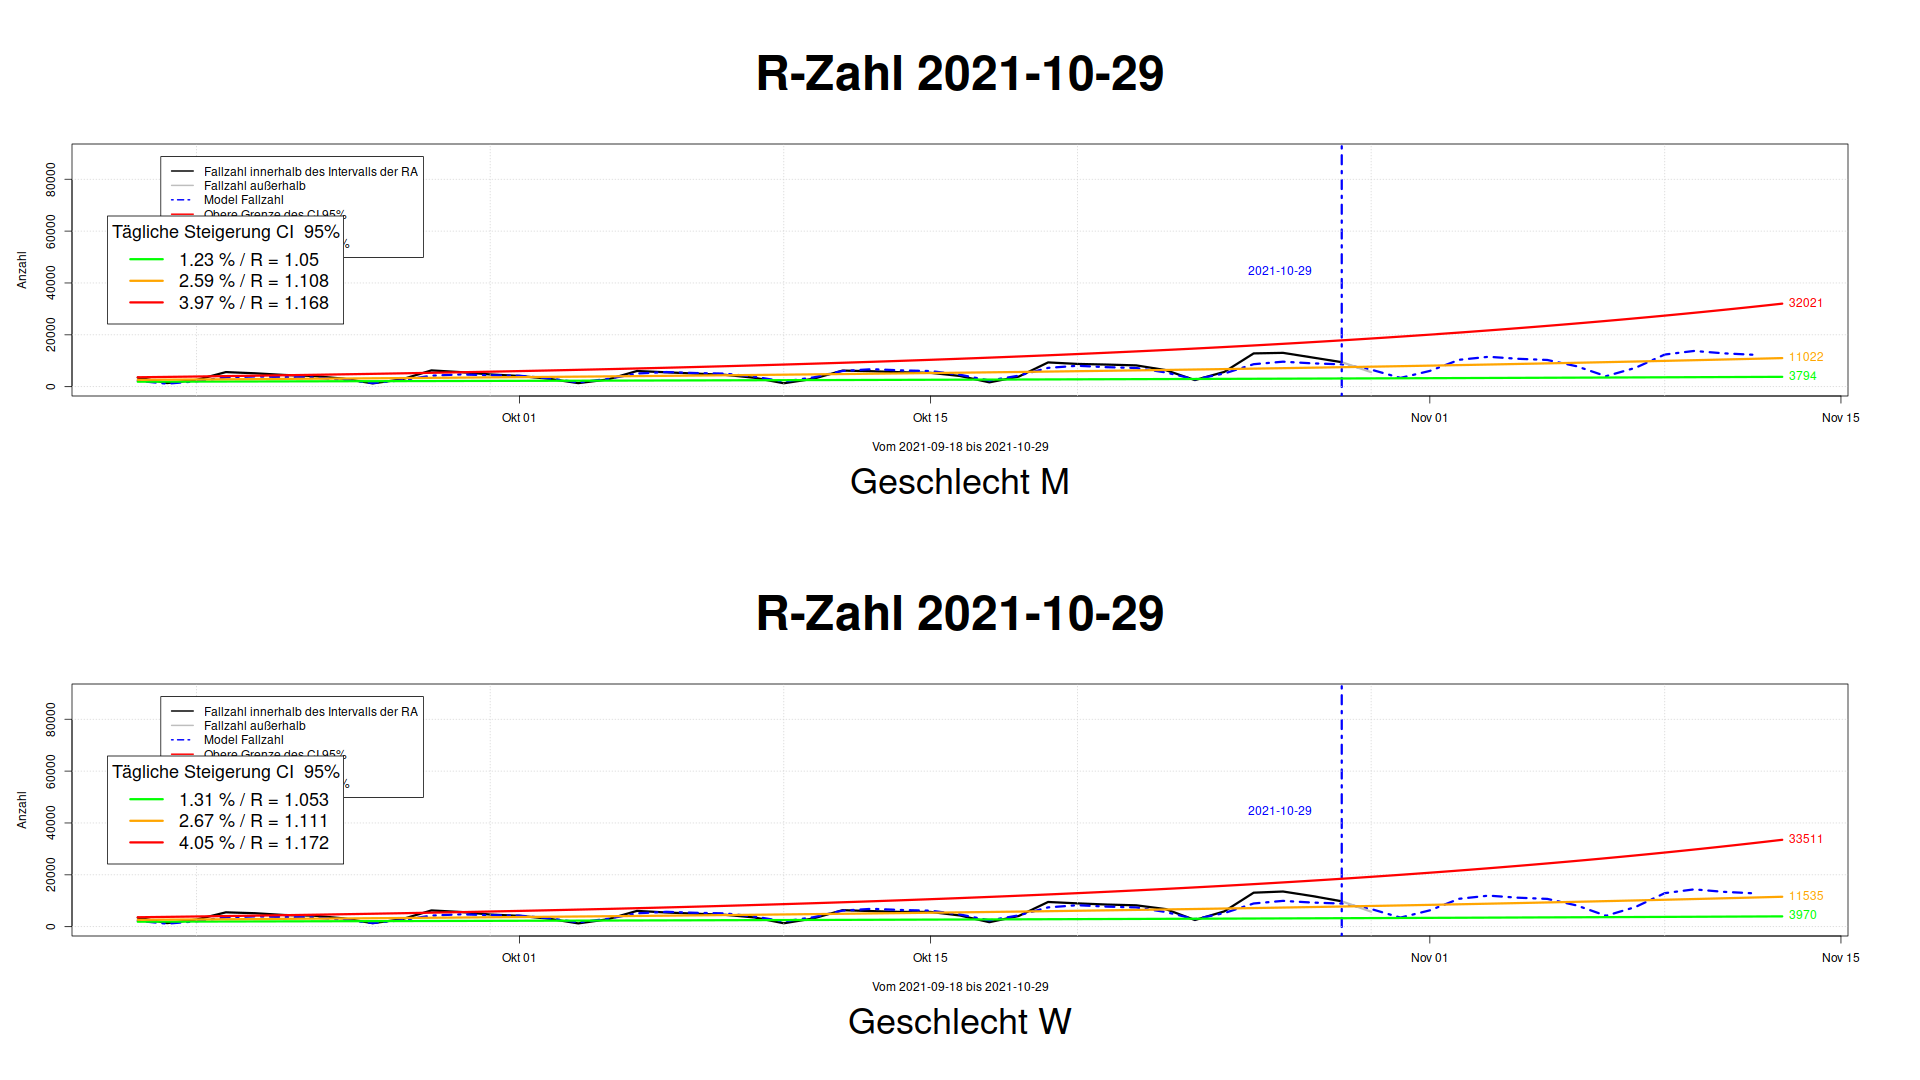 R-Zahl 2021-10-29
Fallzahl innerhalb des Intervalls der RA
Fallzahl außerhalb
Model Fallzahl
Obere Grenze des CI 95%
%
Tägliche Steigerung CI 95%
1.23 % / R = 1.05
2.59 % / R = 1.108
3.97 % / R = 1.168
Anzahl
80000
60000
40000
20000
0
2021-10-29
32021
11022
3794
Okt 01
Okt 15
Nov 01
Nov 15
Vom 2021-09-18 bis 2021-10-29
Geschlecht M
R-Zahl 2021-10-29
Fallzahl innerhalb des Intervalls der RA
Fallzahl außerhalb
Model Fallzahl
Obere Grenze des CI 95%
%
Tägliche Steigerung CI 95%
1.31 % / R = 1.053
2.67 % / R = 1.111
4.05 % / R = 1.172
Anzahl
80000
60000
40000
20000
0
2021-10-29
33511
11535
3970
Okt 01
Okt 15
Nov 01
Nov 15
Vom 2021-09-18 bis 2021-10-29
Geschlecht W